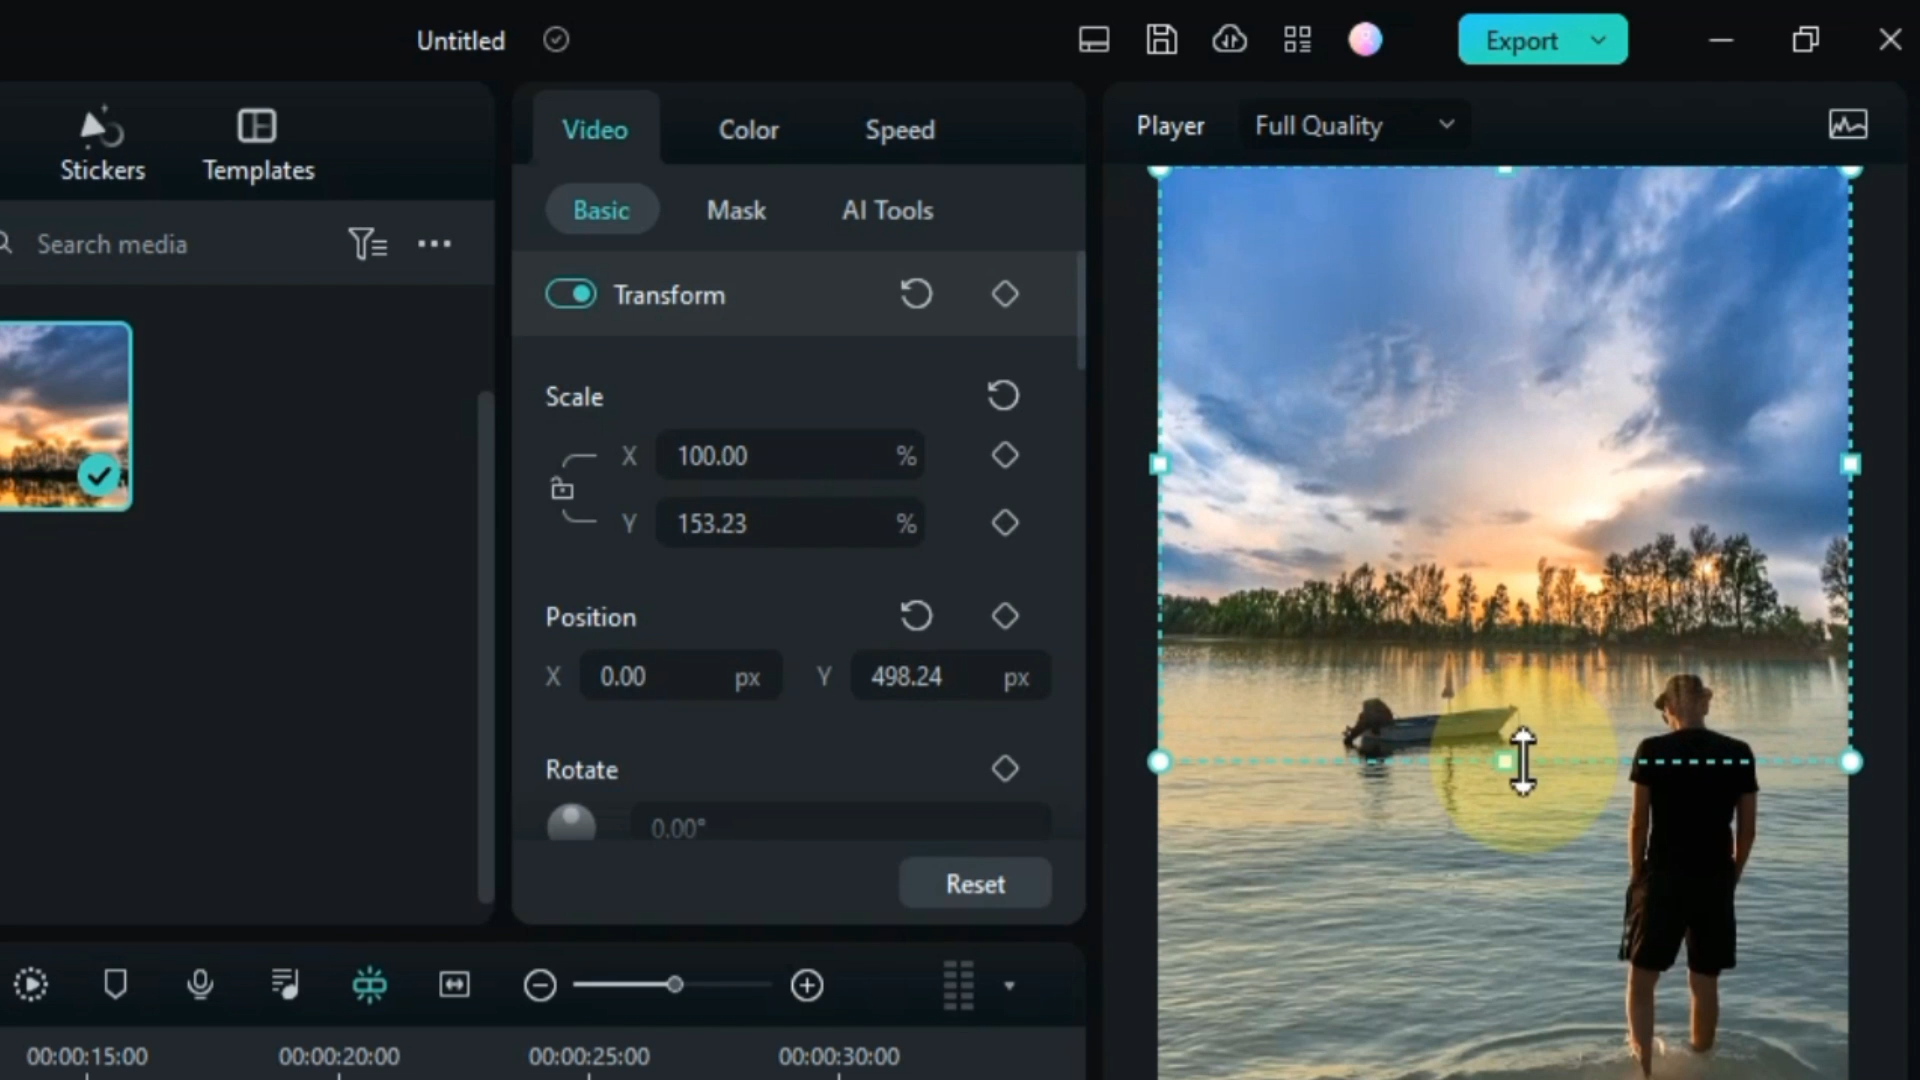 Untitled
Export
Stickers
Templates
Video
Color
Speed
Player
Full Quality
Basic
Mask
AI Tools
Search media
Transform
Scale
X 100.00 %
Y 153.23 %
Position
X 0.00 px Y 498.24 px
Rotate
0.00°
Reset
00:00:15:00
00:00:20:00
00:00:25:00
00:00:30:00